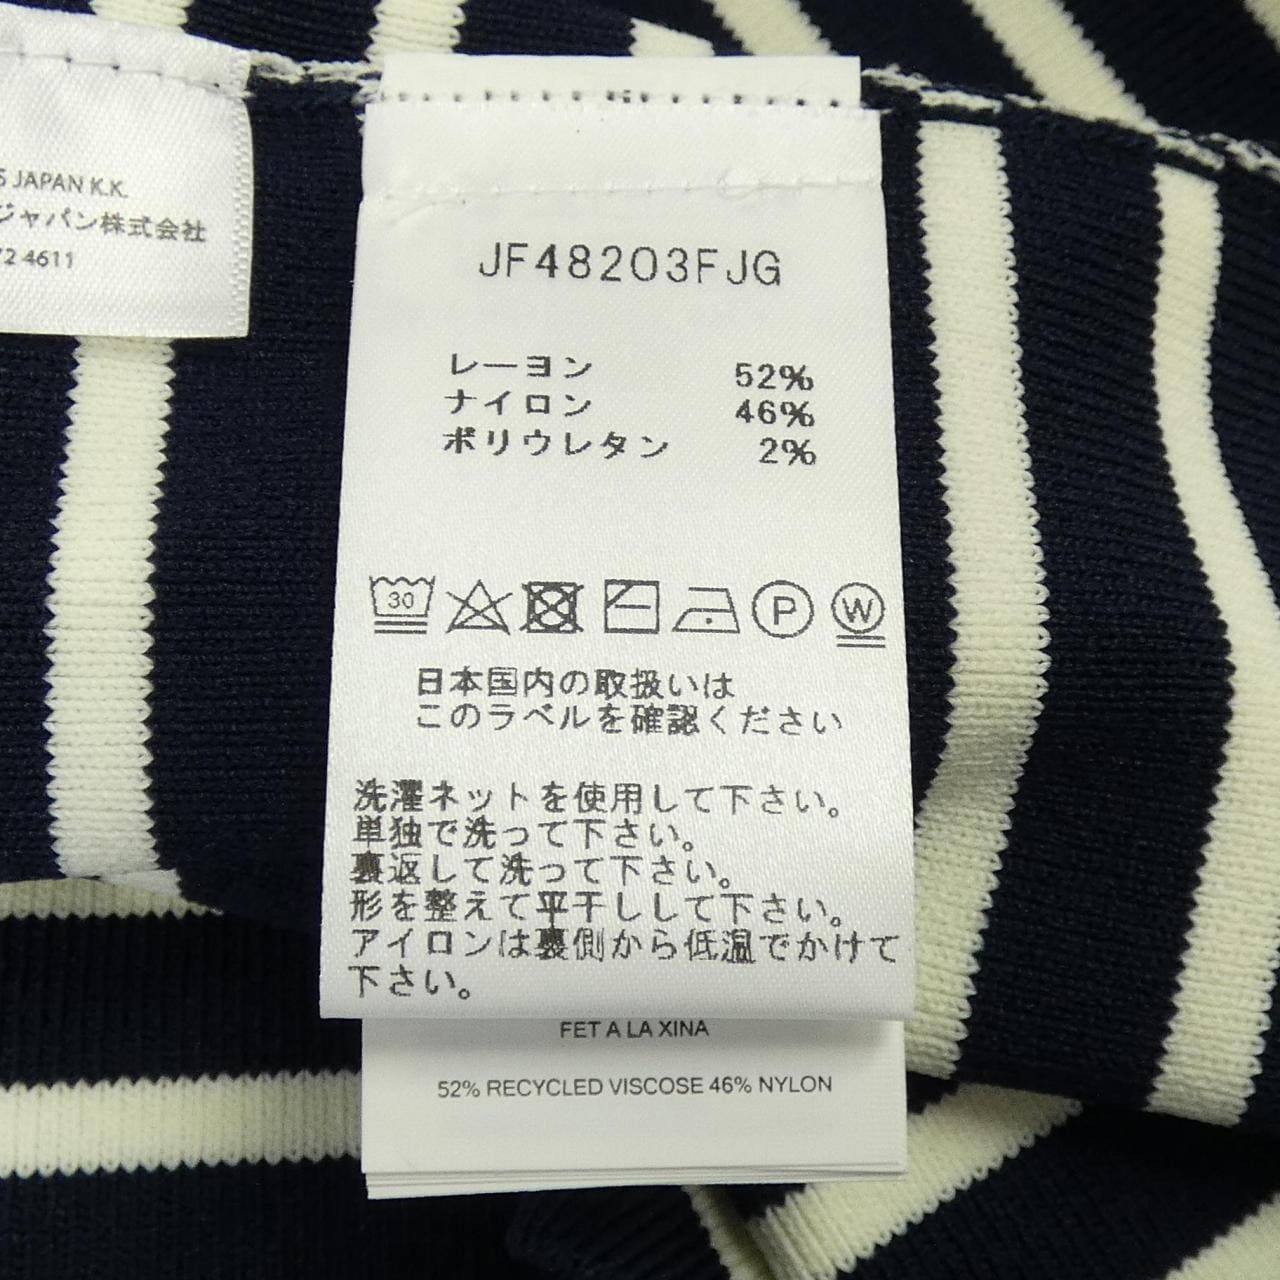 S JAPAN K.K.
ジャパン株式会社
72 4611
JF48203FJG
レーヨン 52%
ナイロン 46%
ポリウレタン 2%
30
P
W
日本国内の取扱いは
このラベルを確認ください
洗濯ネットを使用して下さい。
単独で洗って下さい。
裏返して洗って下さい。
形を整えて平干しして下さい。
アイロンは裏側から低温でかけて
下さい。
FET A LA XINA
52% RECYCLED VISCOSE 46% NYLON